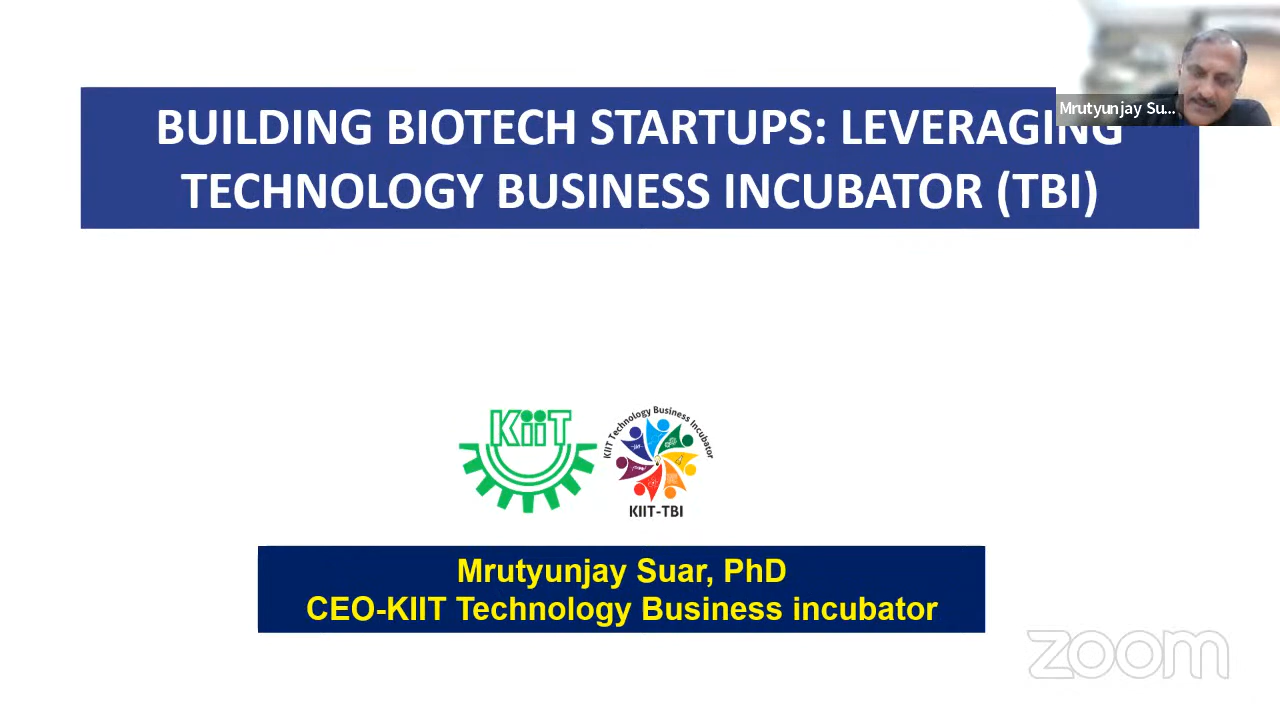 BUILDING BIOTECH STARTUPS: LEVERAGING
TECHNOLOGY BUSINESS INCUBATOR (TBI)
Mrutyunjay Su...
KiiT
KIIT Technology Business Incubator
KIIT-TBI
Mrutyunjay Suar, PhD
CEO-KIIT Technology Business incubator
zoom